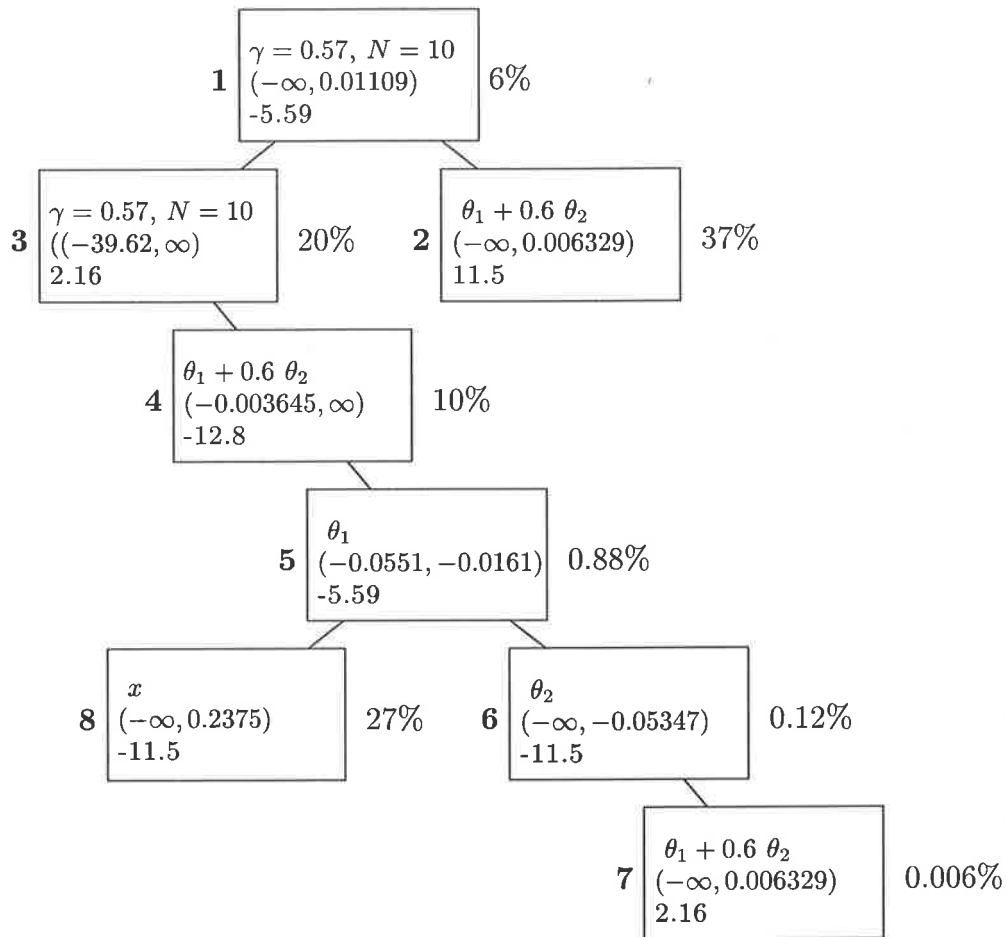 γ = 0.57, N = 10
1 (−∞, 0.01109) 6%
-5.59
γ = 0.57, N = 10
3 ((−39.62, ∞) 20%
2.16
θ₁ + 0.6 θ₂
2 (−∞, 0.006329) 37%
11.5
θ₁ + 0.6 θ₂
4 (−0.003645, ∞) 10%
-12.8
θ₁
5 (−0.0551, −0.0161) 0.88%
-5.59
x
8 (−∞, 0.2375) 27%
-11.5
θ₂
6 (−∞, −0.05347) 0.12%
-11.5
θ₁ + 0.6 θ₂
7 (−∞, 0.006329) 0.006%
2.16